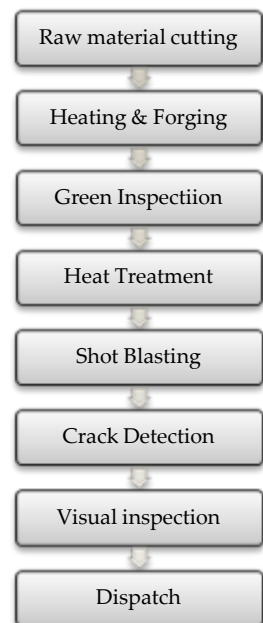 Raw material cutting
Heating & Forging
Green Inspectiion
Heat Treatment
Shot Blasting
Crack Detection
Visual inspection
Dispatch